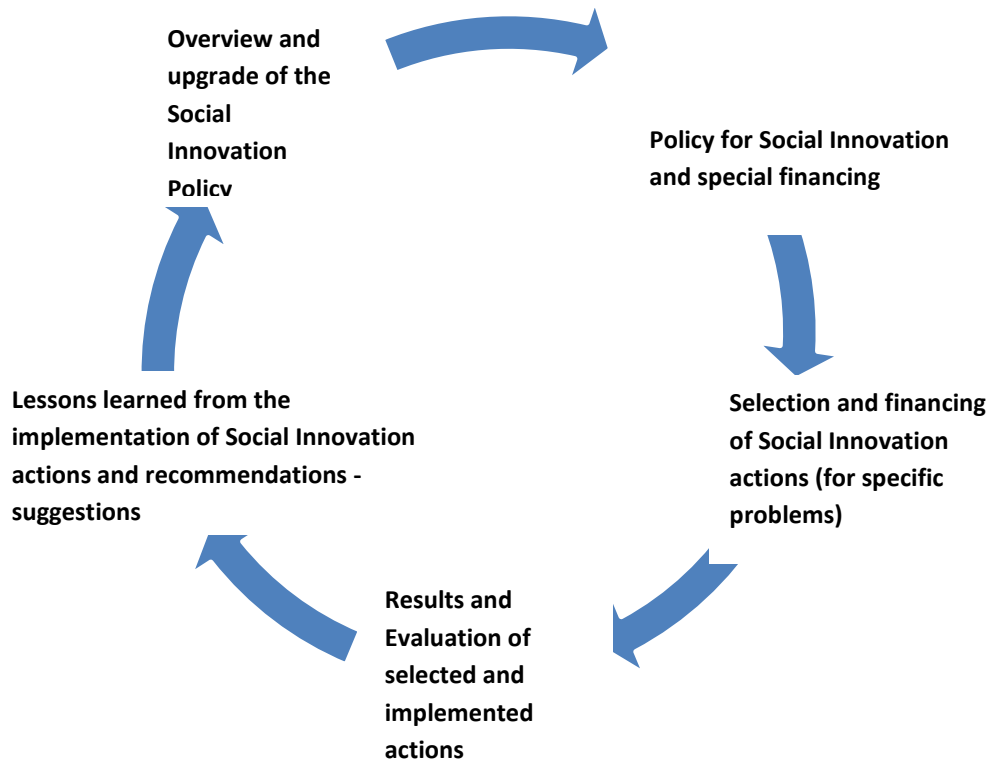 Overview and
upgrade of the
Social
Innovation
Policy
Policy for Social Innovation
and special financing
Selection and financing
of Social Innovation
actions (for specific
problems)
Results and
Evaluation of
selected and
implemented
actions
Lessons learned from the
implementation of Social Innovation
actions and recommendations -
suggestions